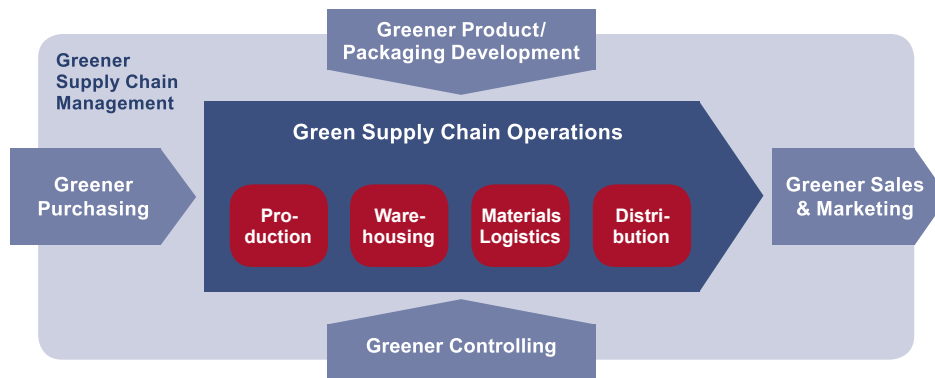 Greener Product/
Packaging Development
Greener
Supply Chain
Management
Green Supply Chain Operations
Greener
Purchasing
Pro-
duction
Ware-
housing
Materials
Logistics
Distri-
bution
Greener Sales
& Marketing
Greener Controlling